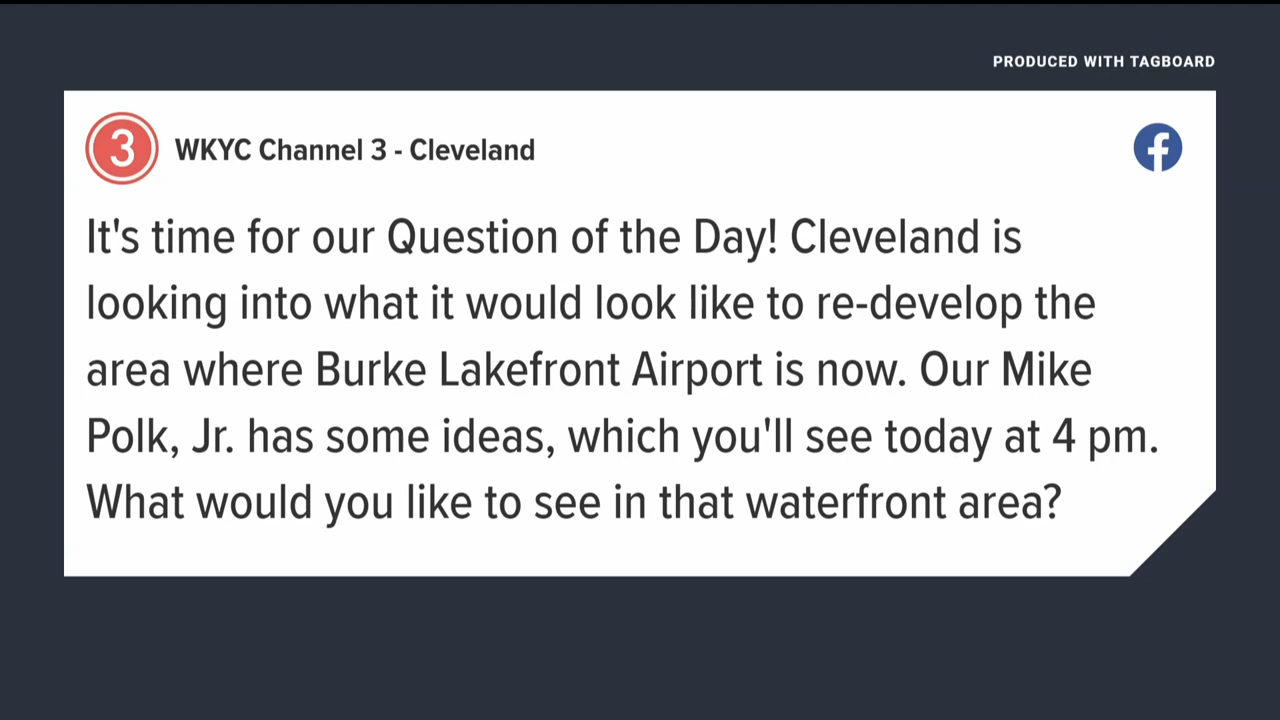 PRODUCED WITH TAGBOARD
3 WKYC Channel 3 - Cleveland
It's time for our Question of the Day! Cleveland is
looking into what it would look like to re-develop the
area where Burke Lakefront Airport is now. Our Mike
Polk, Jr. has some ideas, which you'll see today at 4 pm.
What would you like to see in that waterfront area?